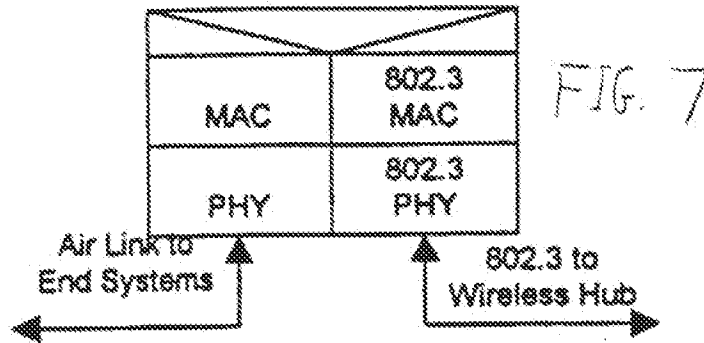 802.3
MAC
MAC
FIG. 7
802.3
PHY
PHY
Air Link to
End Systems
802.3 to
Wireless Hub